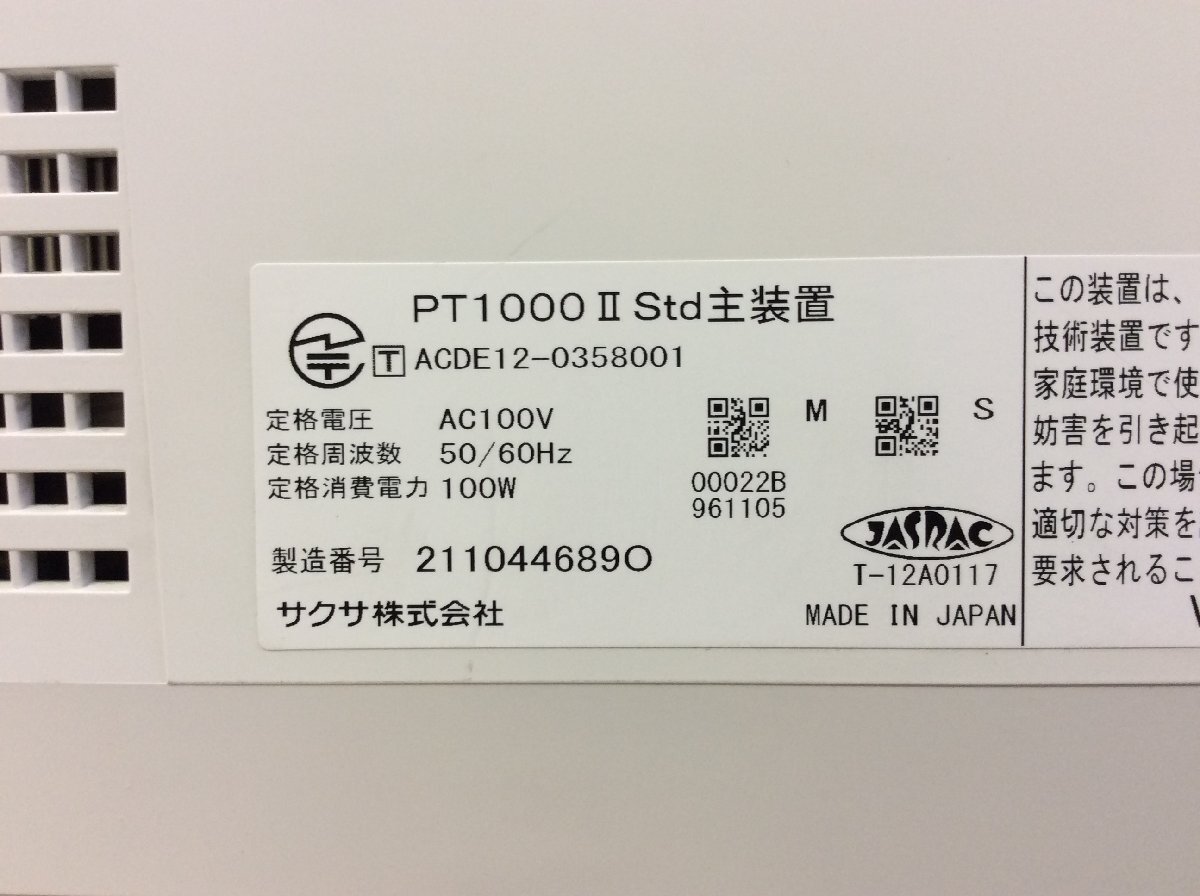 PT1000Ⅱ Std主装置
T ACDE12-0358001
定格電圧 AC100V
定格周波数 50/60Hz
定格消費電力 100W
M
S
00022B
961105
JASRAC
T-12A0117
製造番号 211044689O
サクサ株式会社
MADE IN JAPAN
この装置は、
技術装置です
家庭環境で使
妨害を引き起
ます。この場
適切な対策を
要求されるこ